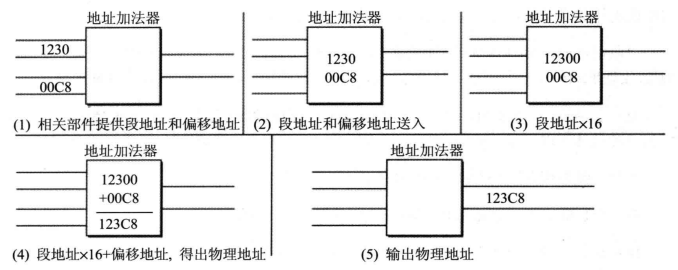 地址加法器
1230
00C8
(1) 相关部件提供段地址和偏移地址
地址加法器
1230
00C8
(2) 段地址和偏移地址送入
地址加法器
12300
00C8
(3) 段地址×16
地址加法器
12300
+00C8
123C8
(4) 段地址×16+偏移地址, 得出物理地址
地址加法器
123C8
(5) 输出物理地址